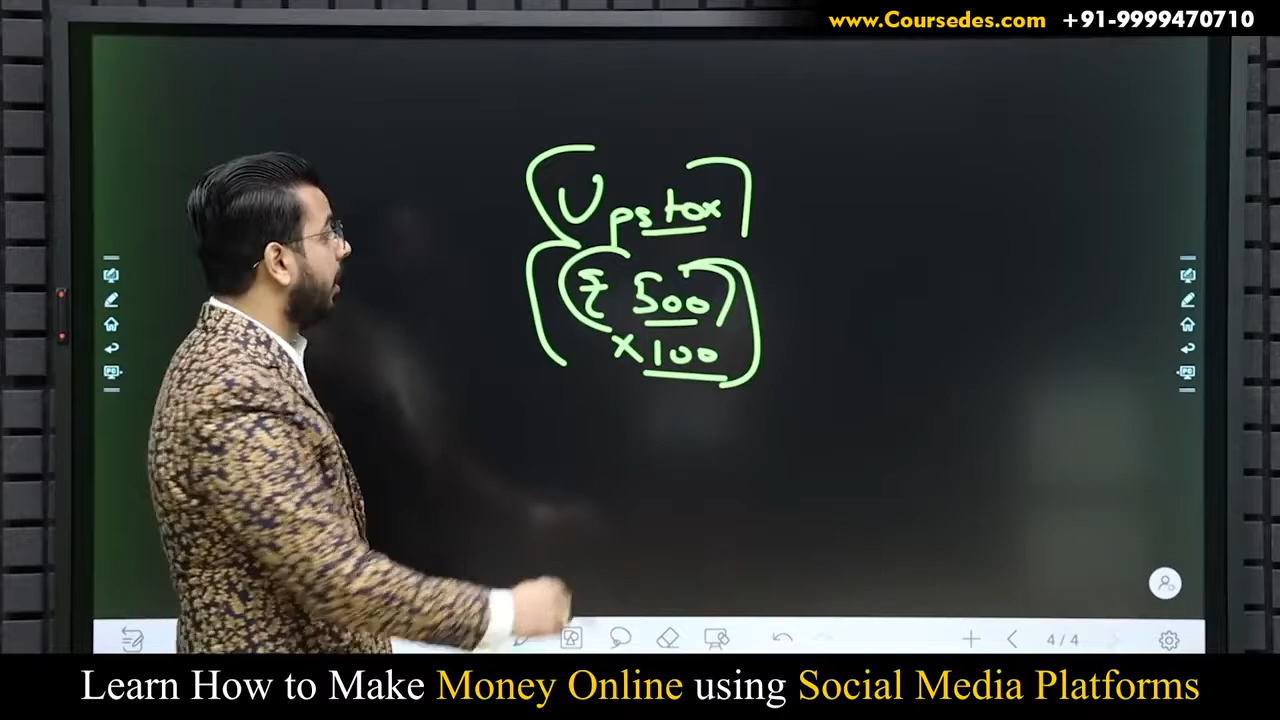 www.Coursedes.com +91-9999470710
Upstox
₹ 500
× 100
4/4
Learn How to Make Money Online using Social Media Platforms